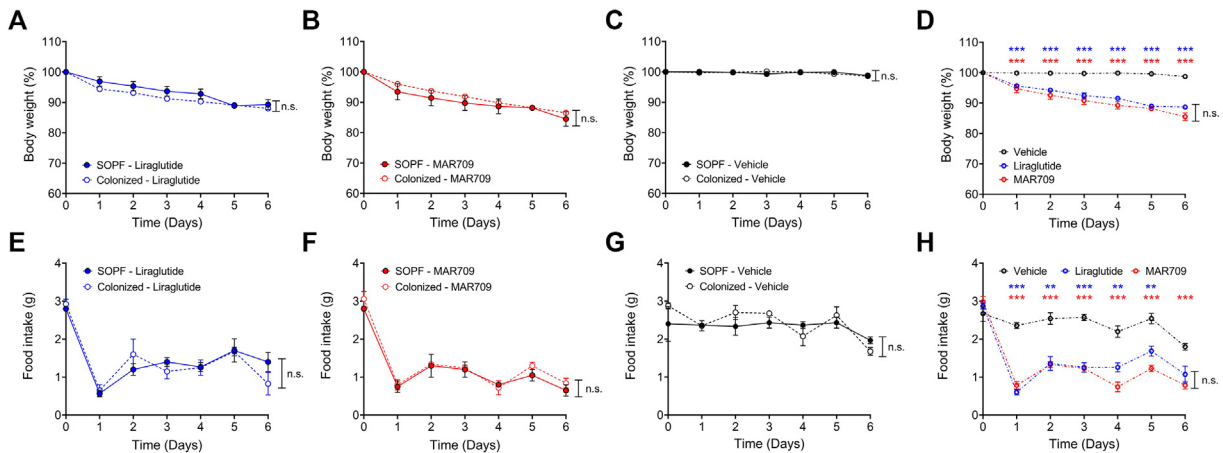 A
Body weight (%)
110
100
90
80
70
60
SOPF - Liraglutide
Colonized - Liraglutide
n.s.
0 1 2 3 4 5 6
Time (Days)
B
Body weight (%)
110
100
90
80
70
60
SOPF - MAR709
Colonized - MAR709
n.s.
0 1 2 3 4 5 6
Time (Days)
C
Body weight (%)
110
100
90
80
70
60
SOPF - Vehicle
Colonized - Vehicle
n.s.
0 1 2 3 4 5 6
Time (Days)
D
Body weight (%)
110
100
90
80
70
60
*** *** *** *** *** ***
*** *** *** *** *** ***
Vehicle
Liraglutide
MAR709
n.s.
0 1 2 3 4 5 6
Time (Days)
E
Food intake (g)
4
3
2
1
0
SOPF - Liraglutide
Colonized - Liraglutide
n.s.
0 1 2 3 4 5 6
Time (Days)
F
Food intake (g)
4
3
2
1
0
SOPF - MAR709
Colonized - MAR709
n.s.
0 1 2 3 4 5 6
Time (Days)
G
Food intake (g)
4
3
2
1
0
SOPF - Vehicle
Colonized - Vehicle
n.s.
0 1 2 3 4 5 6
Time (Days)
H
Food intake (g)
4
3
2
1
0
Vehicle Liraglutide MAR709
*** ** *** ** **
*** *** *** *** *** ***
n.s.
0 1 2 3 4 5 6
Time (Days)